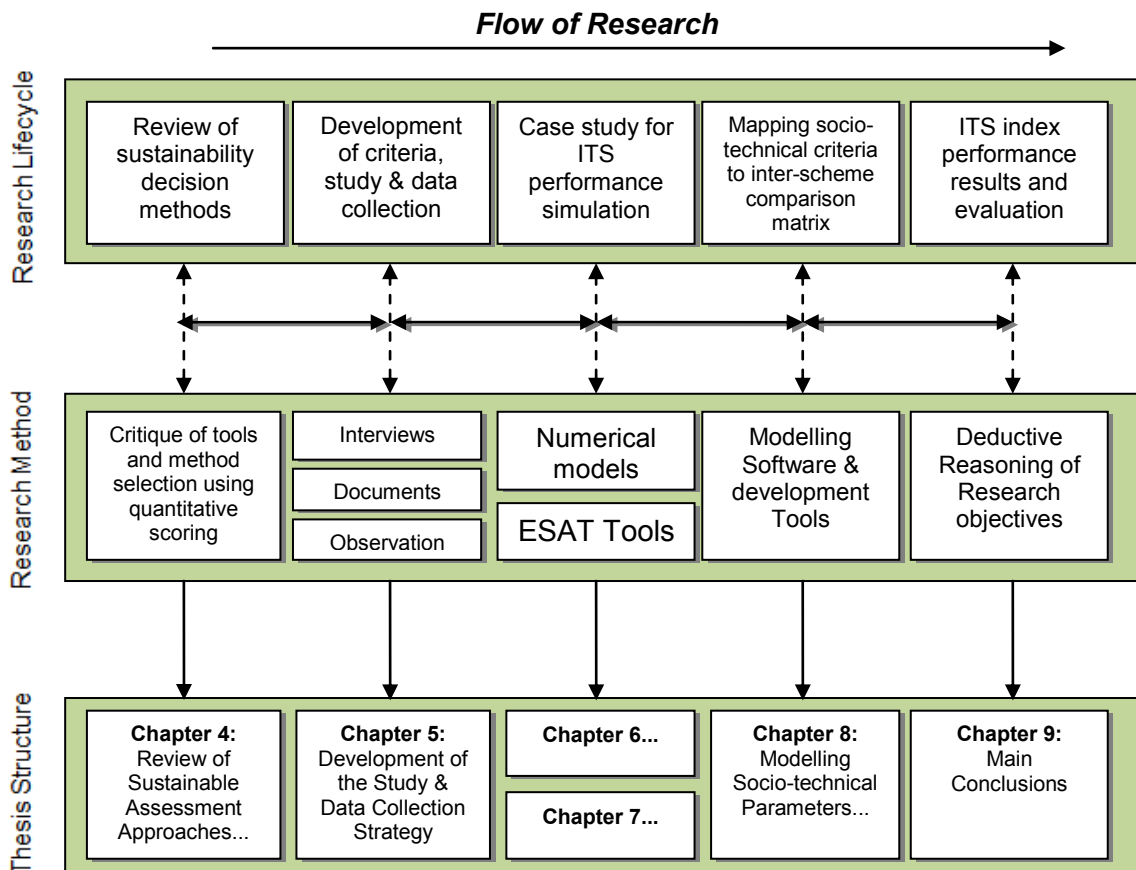 Flow of Research
Research Lifecycle
Review of
sustainability
decision
methods
Development
of criteria,
study & data
collection
Case study for
ITS
performance
simulation
Mapping socio-
technical criteria
to inter-scheme
comparison
matrix
ITS index
performance
results and
evaluation
Research Method
Critique of tools
and method
selection using
quantitative
scoring
Interviews
Documents
Observation
Numerical
models
ESAT Tools
Modelling
Software &
development
Tools
Deductive
Reasoning of
Research
objectives
Thesis Structure
Chapter 4:
Review of
Sustainable
Assessment
Approaches...
Chapter 5:
Development of
the Study &
Data Collection
Strategy
Chapter 6...
Chapter 7...
Chapter 8:
Modelling
Socio-technical
Parameters...
Chapter 9:
Main
Conclusions